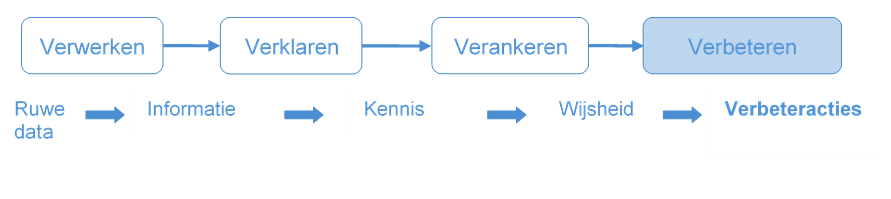 Verwerken
Verklaren
Verankeren
Verbeteren
Ruwe
data
Informatie
Kennis
Wijsheid
Verbeteracties